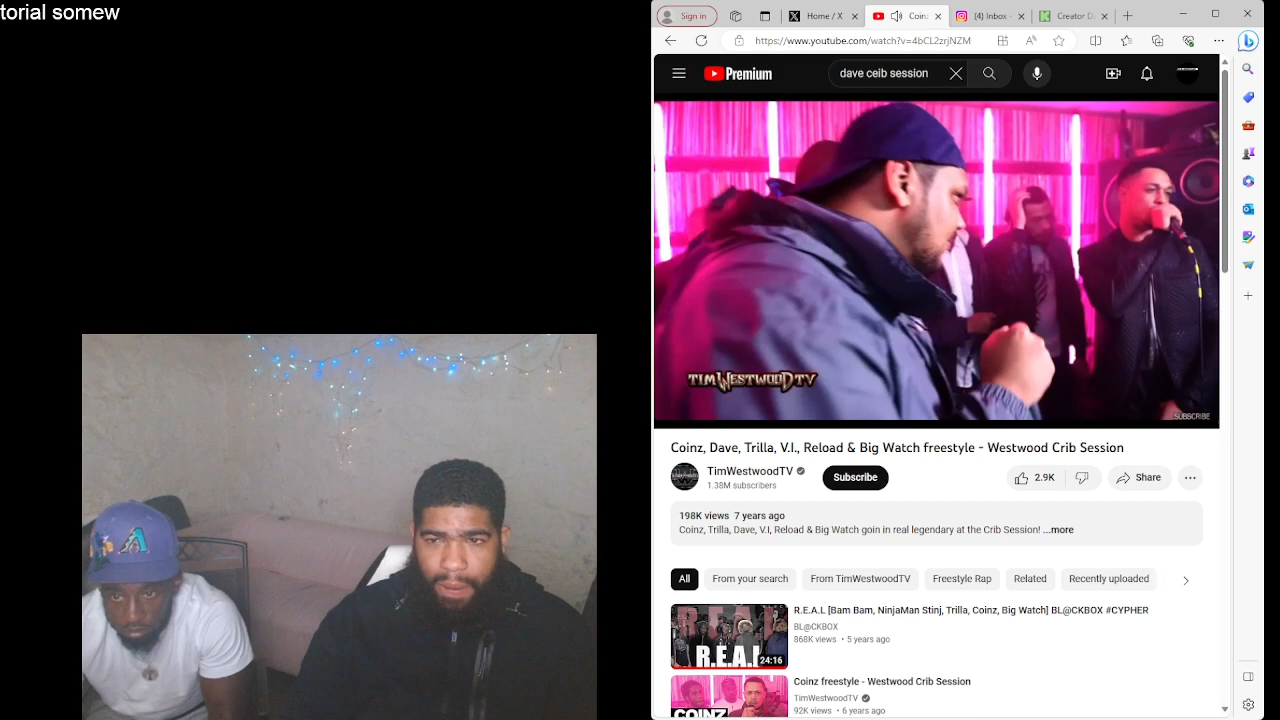 torial somew
Sign in
Home / X
Coinz
(4) Inbox
Creator D
https://www.youtube.com/watch?v=4bCL2zrjNZM
Premium
dave ceib session
TIMWESTWOODTV
SUBSCRIBE
Coinz, Dave, Trilla, V.I., Reload & Big Watch freestyle - Westwood Crib Session
TimWestwoodTV
1.38M subscribers
Subscribe
2.9K
Share
198K views 7 years ago
Coinz, Trilla, Dave, V.I, Reload & Big Watch goin in real legendary at the Crib Session! ...more
All
From your search
From TimWestwoodTV
Freestyle Rap
Related
Recently uploaded
R.E.A.L [Bam Bam, NinjaMan Stinj, Trilla, Coinz, Big Watch] BL@CKBOX #CYPHER
BL@CKBOX
868K views • 5 years ago
R.E.A.L
24:16
Coinz freestyle - Westwood Crib Session
TimWestwoodTV
92K views • 6 years ago
COINZ